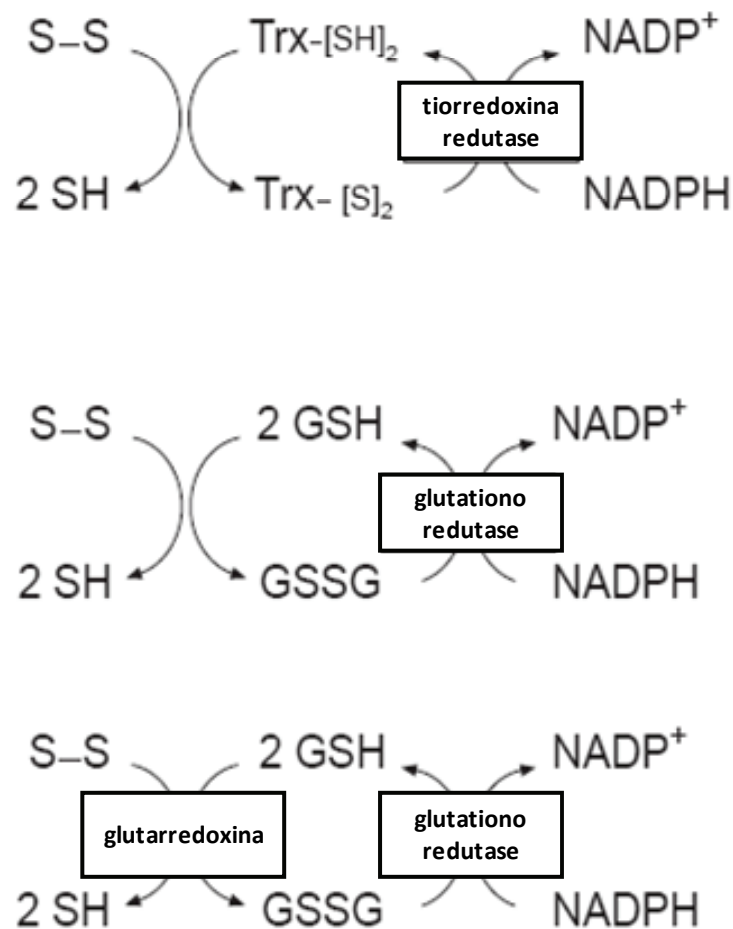 S–S Trx-[SH]₂ NADP⁺
tiorredoxina
redutase
2 SH Trx– [S]₂ NADPH
S–S 2 GSH NADP⁺
glutationo
redutase
2 SH GSSG NADPH
S–S 2 GSH NADP⁺
glutarredoxina
glutationo
redutase
2 SH GSSG NADPH